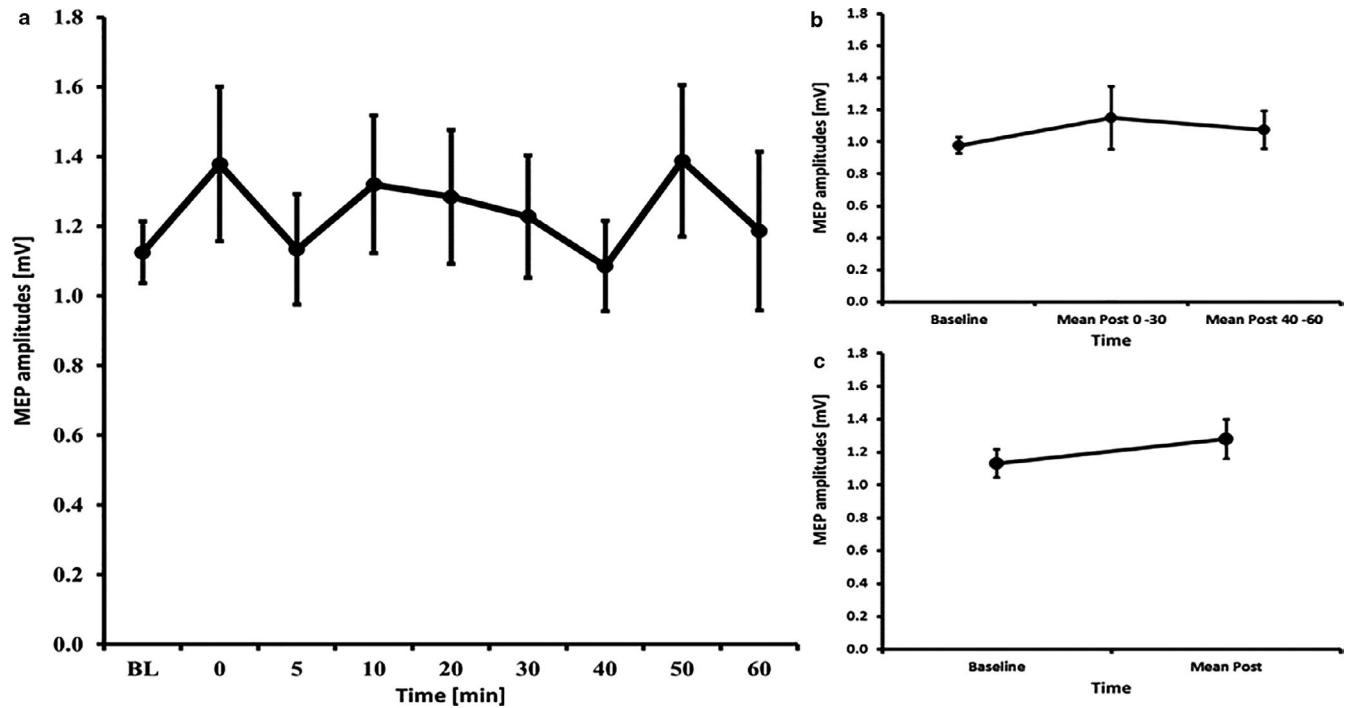 a
MEP amplitudes [mV]
1.8
1.6
1.4
1.2
1.0
0.8
0.6
0.4
0.2
0.0
BL 0 5 10 20 30 40 50 60
Time [min]
b
MEP amplitudes [mV]
1.8
1.6
1.4
1.2
1.0
0.8
0.6
0.4
0.2
0.0
Baseline Mean Post 0 -30 Mean Post 40 -60
Time
c
MEP amplitudes [mV]
1.8
1.6
1.4
1.2
1.0
0.8
0.6
0.4
0.2
0.0
Baseline Mean Post
Time